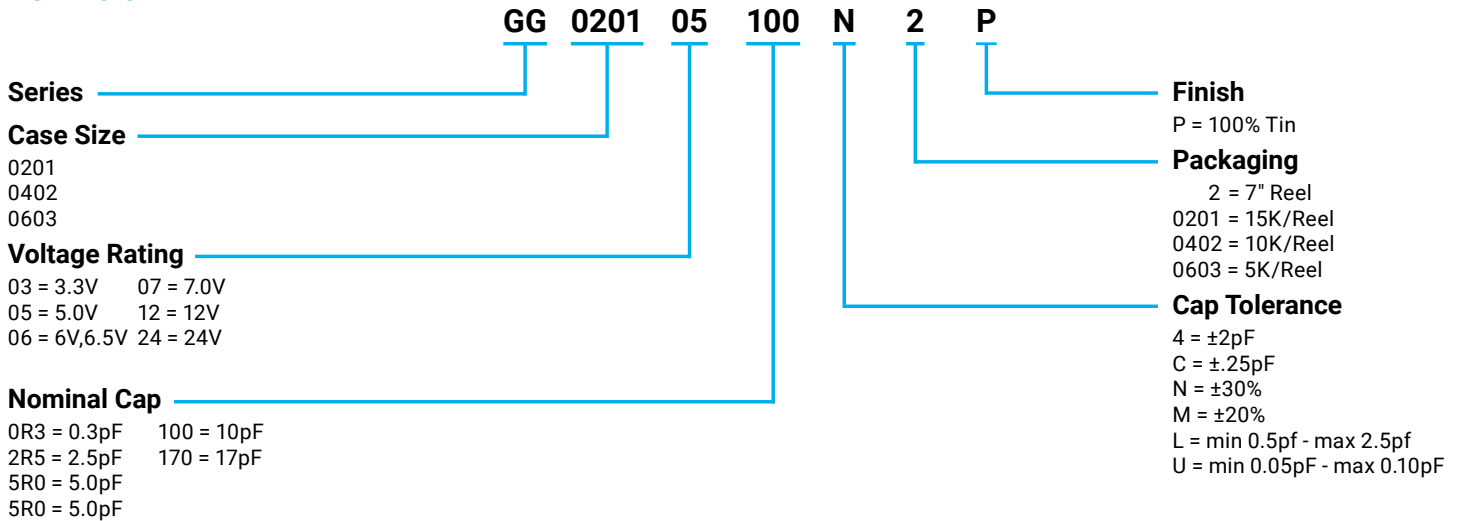 GG 0201 05 100 N 2 P
Series
Case Size
0201
0402
0603
Voltage Rating
03 = 3.3V 07 = 7.0V
05 = 5.0V 12 = 12V
06 = 6V,6.5V 24 = 24V
Nominal Cap
0R3 = 0.3pF 100 = 10pF
2R5 = 2.5pF 170 = 17pF
5R0 = 5.0pF
5R0 = 5.0pF
Finish
P = 100% Tin
Packaging
2 = 7" Reel
0201 = 15K/Reel
0402 = 10K/Reel
0603 = 5K/Reel
Cap Tolerance
4 = ±2pF
C = ±.25pF
N = ±30%
M = ±20%
L = min 0.5pf - max 2.5pf
U = min 0.05pF - max 0.10pF